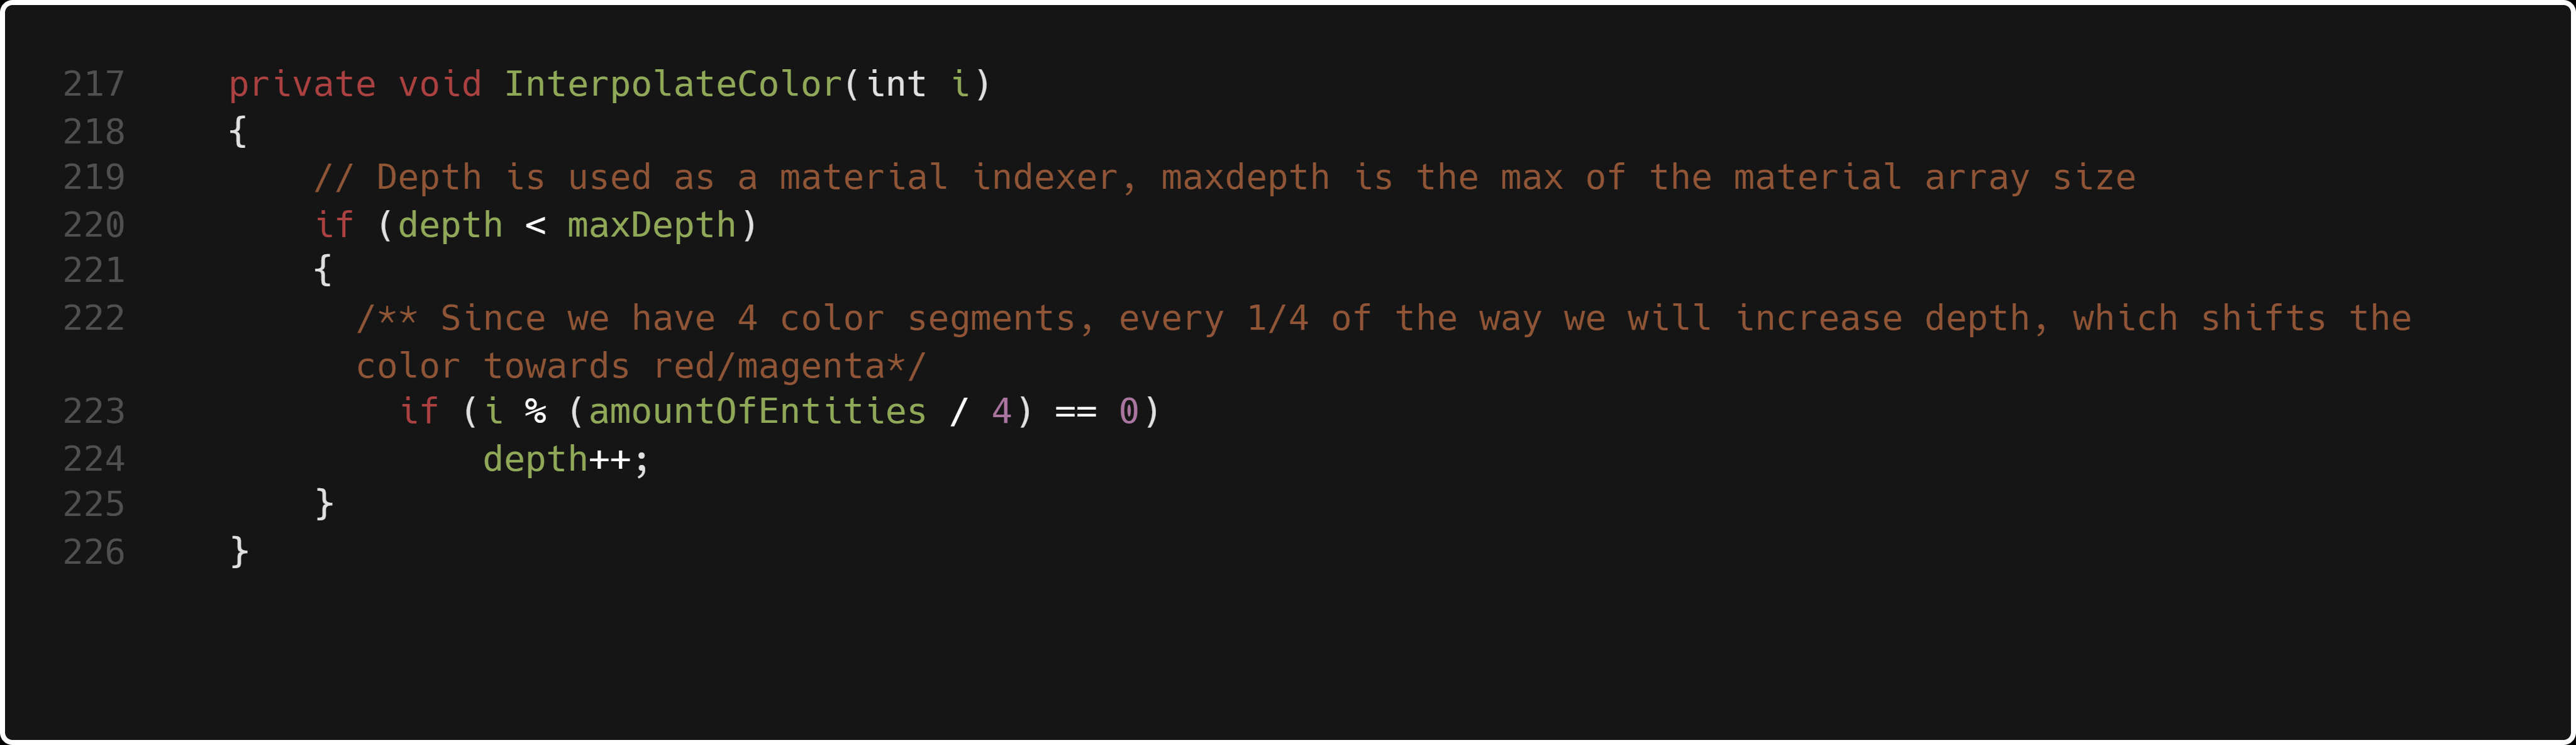 217     private void InterpolateColor(int i)
218     {
219         // Depth is used as a material indexer, maxdepth is the max of the material array size
220         if (depth < maxDepth)
221         {
222           /** Since we have 4 color segments, every 1/4 of the way we will increase depth, which shifts the
              color towards red/magenta*/
223             if (i % (amountOfEntities / 4) == 0)
224                 depth++;
225         }
226     }